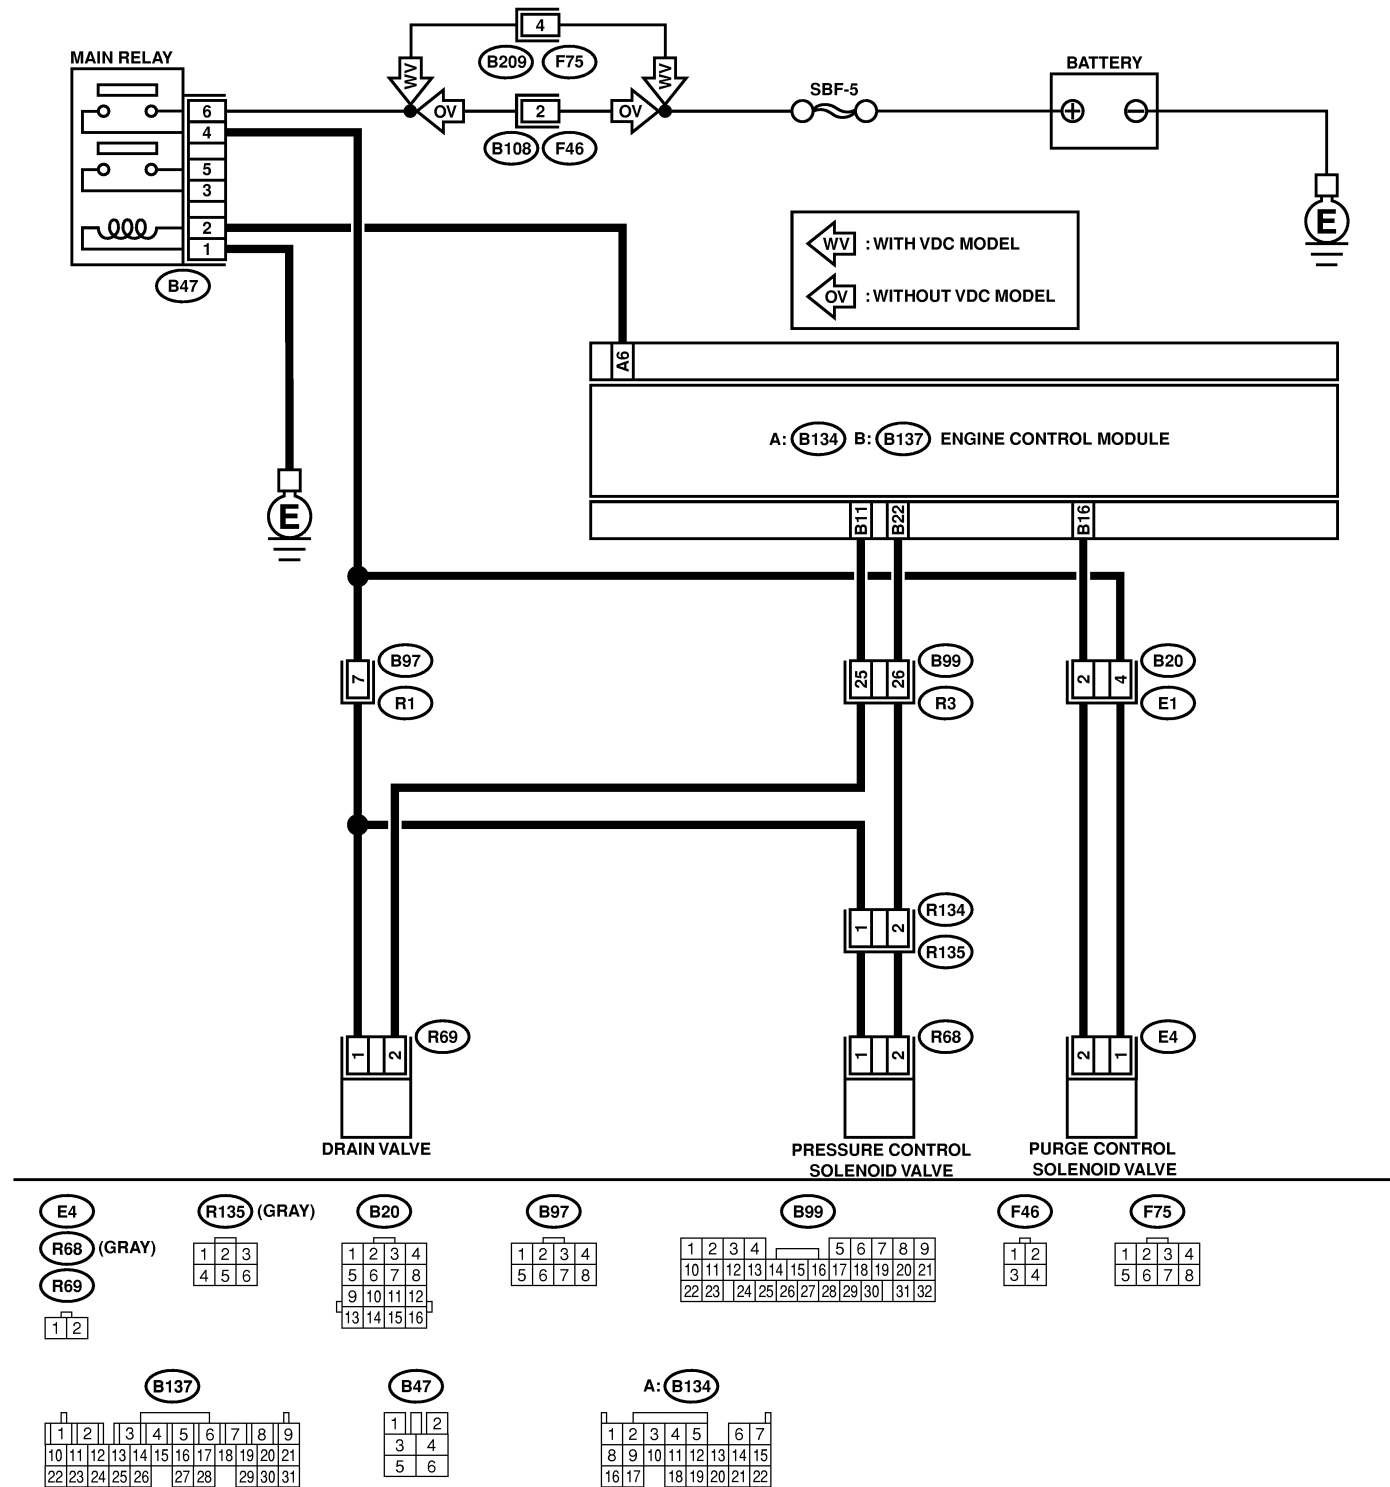 4
MAIN RELAY
B209 F75
WV WV
BATTERY
SBF-5
6
OV 2 OV
4
B108 F46
5
3
2
1
B47
E
WV : WITH VDC MODEL
OV : WITHOUT VDC MODEL
A6
A: B134 B: B137 ENGINE CONTROL MODULE
E
B11 B22 B16
B97 B99 B20
7 25 26 2 4
R1 R3 E1
R134
1 2
R135
R69 R68 E4
1 2 1 2 2 1
DRAIN VALVE
PRESSURE CONTROL
SOLENOID VALVE
PURGE CONTROL
SOLENOID VALVE
E4
R68 (GRAY)
R69
1 2
R135 (GRAY)
1 2 3
4 5 6
B20
1 2 3 4
5 6 7 8
9 10 11 12
13 14 15 16
B97
1 2 3 4
5 6 7 8
B99
1 2 3 4 5 6 7 8 9
10 11 12 13 14 15 16 17 18 19 20 21
22 23 24 25 26 27 28 29 30 31 32
F46
1 2
3 4
F75
1 2 3 4
5 6 7 8
B137
1 2 3 4 5 6 7 8 9
10 11 12 13 14 15 16 17 18 19 20 21
22 23 24 25 26 27 28 29 30 31
B47
1 2
3 4
5 6
A: B134
1 2 3 4 5 6 7
8 9 10 11 12 13 14 15
16 17 18 19 20 21 22